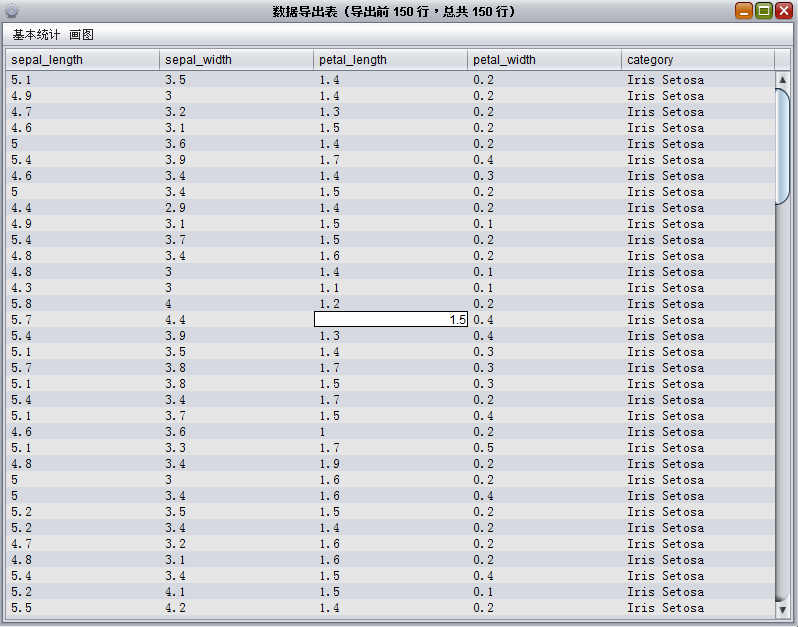 数据导出表（导出前 150 行，总共 150 行）
基本统计 画图
sepal_length sepal_width petal_length petal_width category
5.1 3.5 1.4 0.2 Iris Setosa
4.9 3 1.4 0.2 Iris Setosa
4.7 3.2 1.3 0.2 Iris Setosa
4.6 3.1 1.5 0.2 Iris Setosa
5 3.6 1.4 0.2 Iris Setosa
5.4 3.9 1.7 0.4 Iris Setosa
4.6 3.4 1.4 0.3 Iris Setosa
5 3.4 1.5 0.2 Iris Setosa
4.4 2.9 1.4 0.2 Iris Setosa
4.9 3.1 1.5 0.1 Iris Setosa
5.4 3.7 1.5 0.2 Iris Setosa
4.8 3.4 1.6 0.2 Iris Setosa
4.8 3 1.4 0.1 Iris Setosa
4.3 3 1.1 0.1 Iris Setosa
5.8 4 1.2 0.2 Iris Setosa
5.7 4.4 1.5 0.4 Iris Setosa
5.4 3.9 1.3 0.4 Iris Setosa
5.1 3.5 1.4 0.3 Iris Setosa
5.7 3.8 1.7 0.3 Iris Setosa
5.1 3.8 1.5 0.3 Iris Setosa
5.4 3.4 1.7 0.2 Iris Setosa
5.1 3.7 1.5 0.4 Iris Setosa
4.6 3.6 1 0.2 Iris Setosa
5.1 3.3 1.7 0.5 Iris Setosa
4.8 3.4 1.9 0.2 Iris Setosa
5 3 1.6 0.2 Iris Setosa
5 3.4 1.6 0.4 Iris Setosa
5.2 3.5 1.5 0.2 Iris Setosa
5.2 3.4 1.4 0.2 Iris Setosa
4.7 3.2 1.6 0.2 Iris Setosa
4.8 3.1 1.6 0.2 Iris Setosa
5.4 3.4 1.5 0.4 Iris Setosa
5.2 4.1 1.5 0.1 Iris Setosa
5.5 4.2 1.4 0.2 Iris Setosa